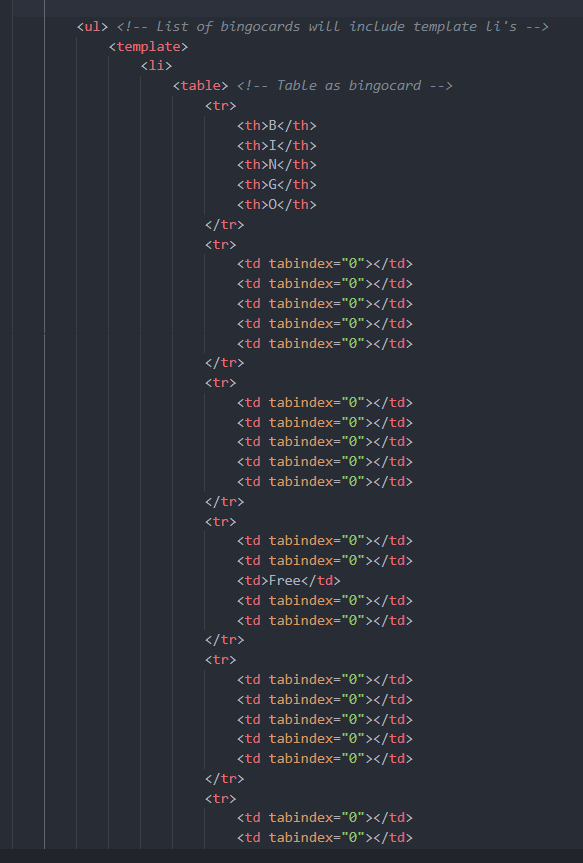 <ul> <!-- List of bingocards will include template li's -->
<template>
<li>
<table> <!-- Table as bingocard -->
<tr>
<th>B</th>
<th>I</th>
<th>N</th>
<th>G</th>
<th>O</th>
</tr>
<tr>
<td tabindex="0"></td>
<td tabindex="0"></td>
<td tabindex="0"></td>
<td tabindex="0"></td>
<td tabindex="0"></td>
</tr>
<tr>
<td tabindex="0"></td>
<td tabindex="0"></td>
<td tabindex="0"></td>
<td tabindex="0"></td>
<td tabindex="0"></td>
</tr>
<tr>
<td tabindex="0"></td>
<td tabindex="0"></td>
<td>Free</td>
<td tabindex="0"></td>
<td tabindex="0"></td>
</tr>
<tr>
<td tabindex="0"></td>
<td tabindex="0"></td>
<td tabindex="0"></td>
<td tabindex="0"></td>
<td tabindex="0"></td>
</tr>
<tr>
<td tabindex="0"></td>
<td tabindex="0"></td>